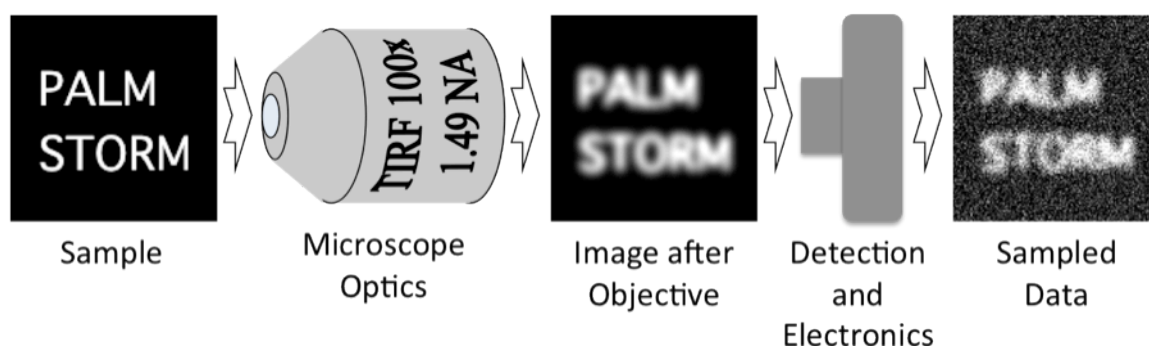 PALM
STORM
TIRF 100x
1.49 NA
PALM
STORM
PALM
STORM
Sample
Microscope
Optics
Image after
Objective
Detection
and
Electronics
Sampled
Data